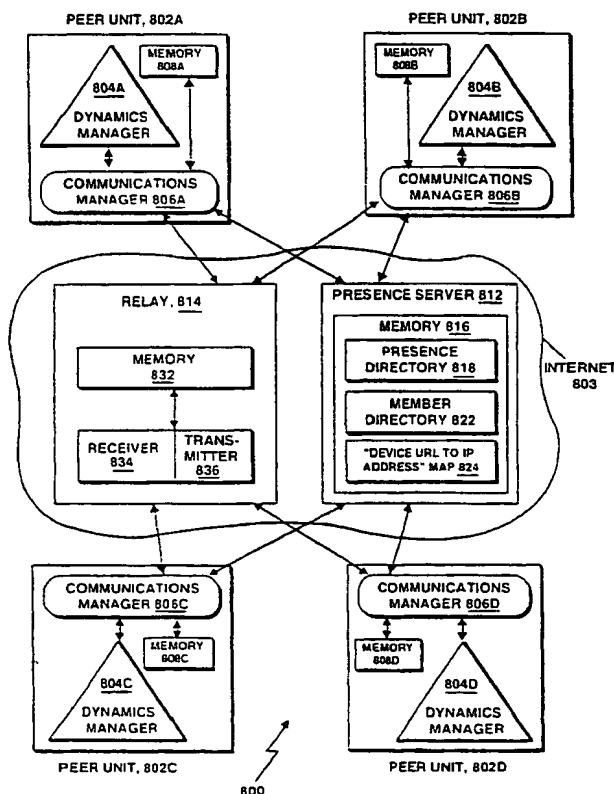 PEER UNIT, 802A
PEER UNIT, 802B
MEMORY
808A
804A
DYNAMICS
MANAGER
COMMUNICATIONS
MANAGER 806A
MEMORY
808B
804B
DYNAMICS
MANAGER
COMMUNICATIONS
MANAGER 806B
RELAY, 814
MEMORY
832
RECEIVER
834
TRANS-
MITTER
836
PRESENCE SERVER 812
MEMORY 816
PRESENCE
DIRECTORY 818
MEMBER
DIRECTORY 822
"DEVICE URL TO IP
ADDRESS" MAP 824
INTERNET
803
COMMUNICATIONS
MANAGER 806C
MEMORY
808C
804C
DYNAMICS
MANAGER
COMMUNICATIONS
MANAGER 806D
MEMORY
808D
804D
DYNAMICS
MANAGER
PEER UNIT, 802C
PEER UNIT, 802D
800